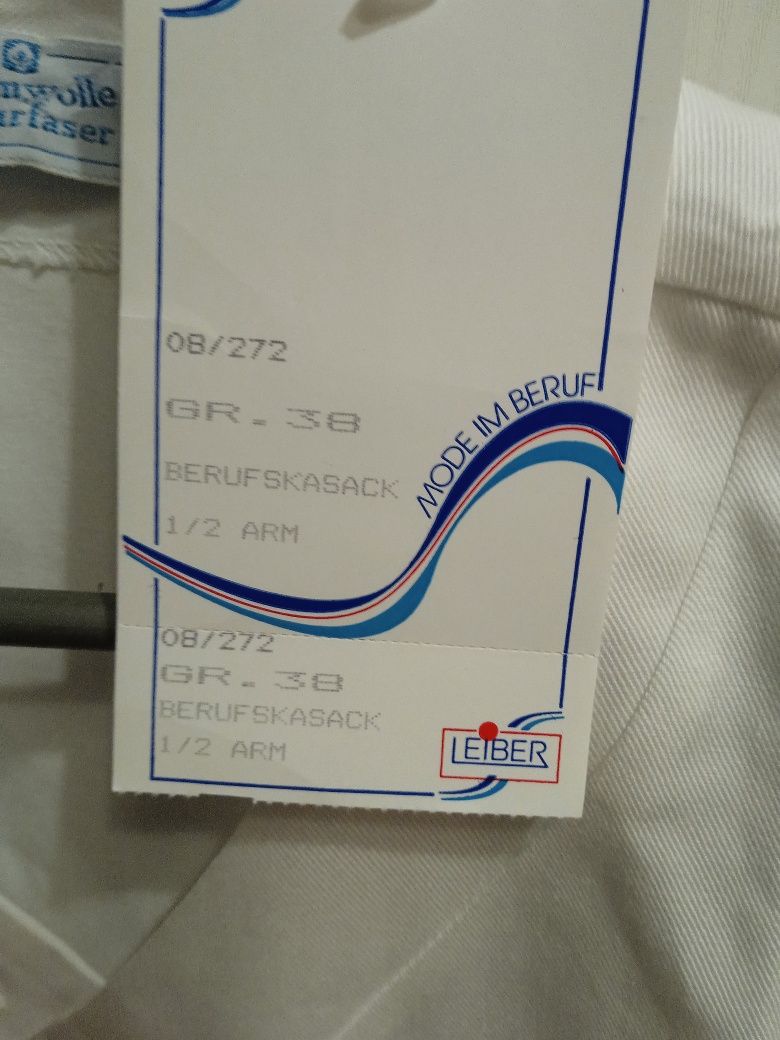 08/272
GR. 38
BERUFSKASACK
1/2 ARM
MODE IM BERUF
08/272
GR. 38
BERUFSKASACK
1/2 ARM
LEIBER